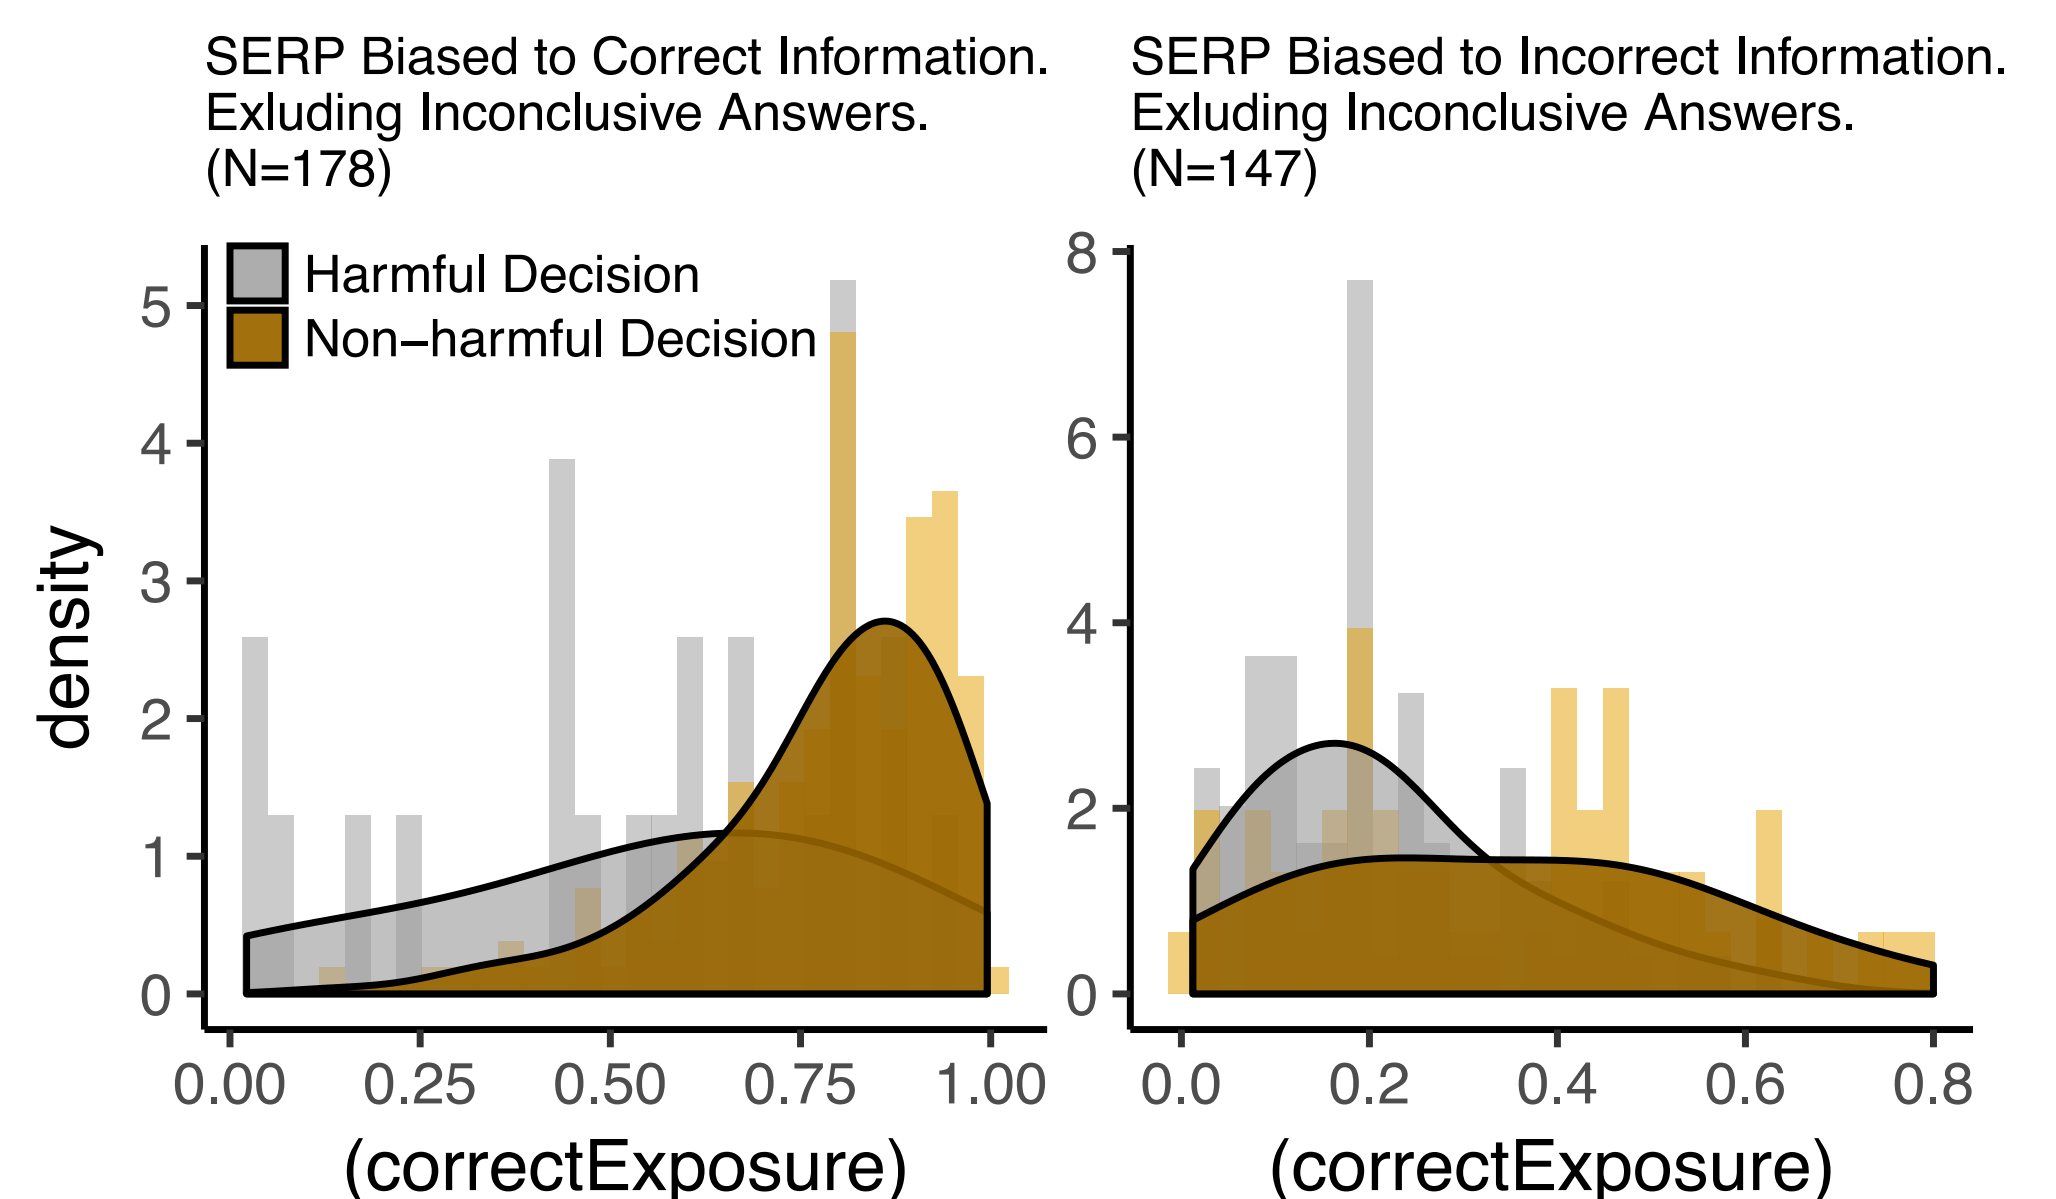 SERP Biased to Correct Information.
Exluding Inconclusive Answers.
(N=178)
Harmful Decision
Non−harmful Decision
5
4
3
2
1
0
density
0.00 0.25 0.50 0.75 1.00
(correctExposure)
SERP Biased to Incorrect Information.
Exluding Inconclusive Answers.
(N=147)
8
6
4
2
0
0.0 0.2 0.4 0.6 0.8
(correctExposure)